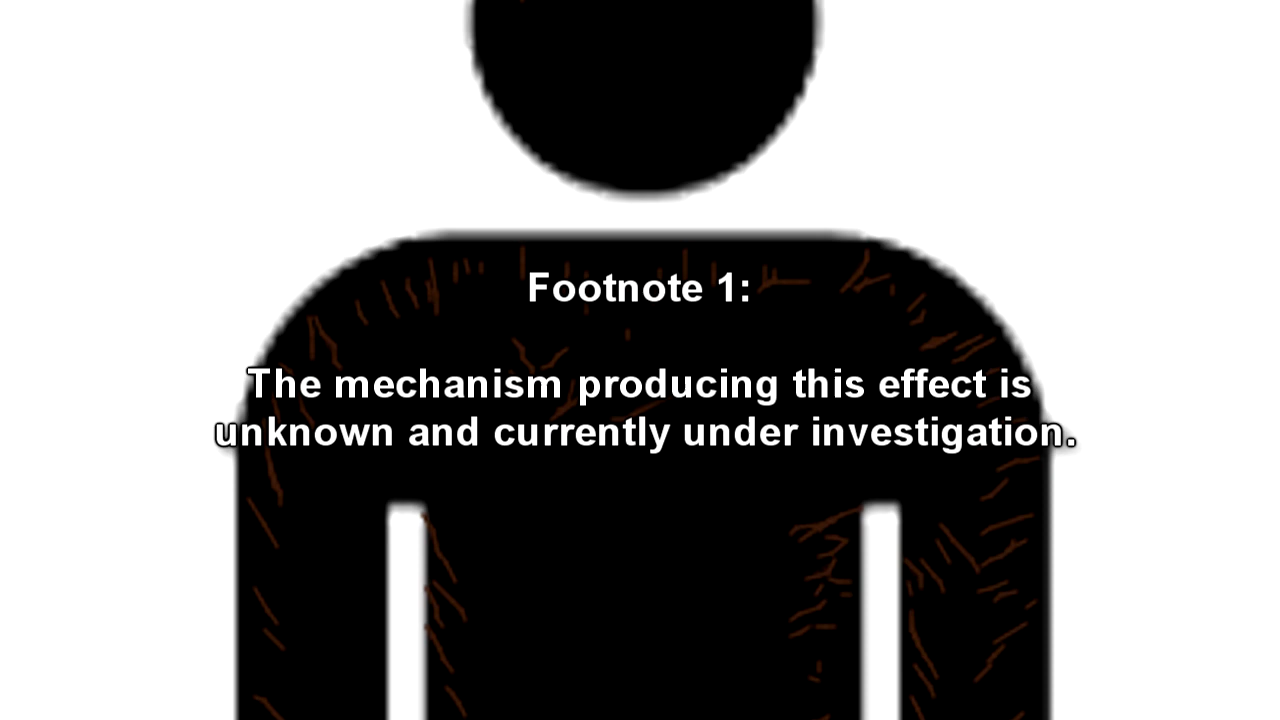 Footnote 1:
The mechanism producing this effect is
unknown and currently under investigation.